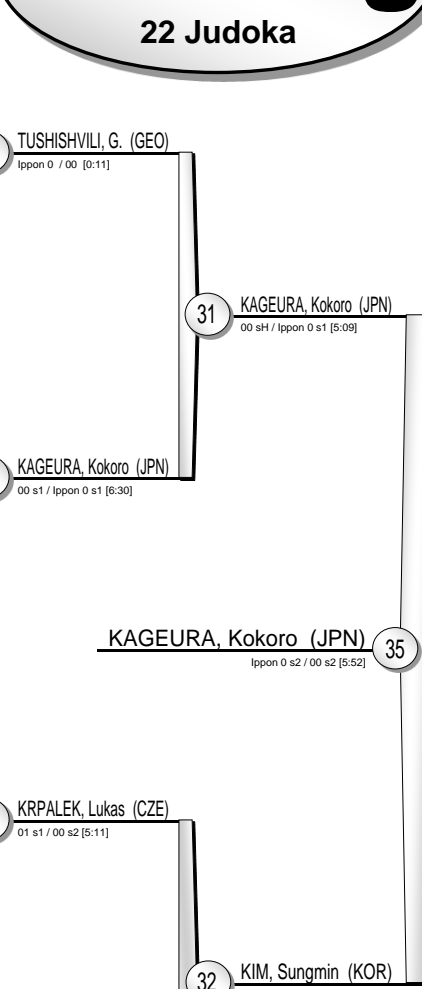 22 Judoka
TUSHISHVILI, G. (GEO)
Ippon 0 / 00 [0:11]
31
KAGEURA, Kokoro (JPN)
00 sH / Ippon 0 s1 [5:09]
KAGEURA, Kokoro (JPN)
00 s1 / Ippon 0 s1 [6:30]
KAGEURA, Kokoro (JPN)
35
Ippon 0 s2 / 00 s2 [5:52]
KRPALEK, Lukas (CZE)
01 s1 / 00 s2 [5:11]
32
KIM, Sungmin (KOR)